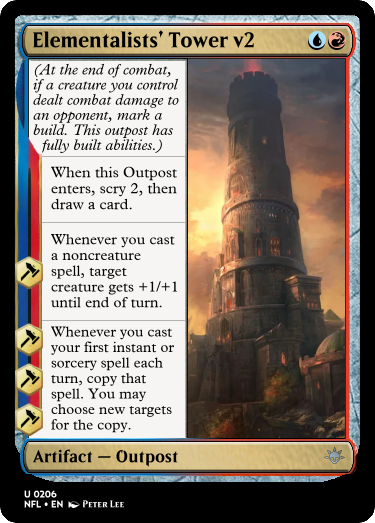 Elementalists' Tower v2
(At the end of combat,
if a creature you control
dealt combat damage to
an opponent, mark a
build. This outpost has
fully built abilities.)
When this Outpost
enters, scry 2, then
draw a card.
Whenever you cast
a noncreature
spell, target
creature gets +1/+1
until end of turn.
Whenever you cast
your first instant or
sorcery spell each
turn, copy that
spell. You may
choose new targets
for the copy.
Artifact — Outpost
U 0206
NFL • EN Peter Lee